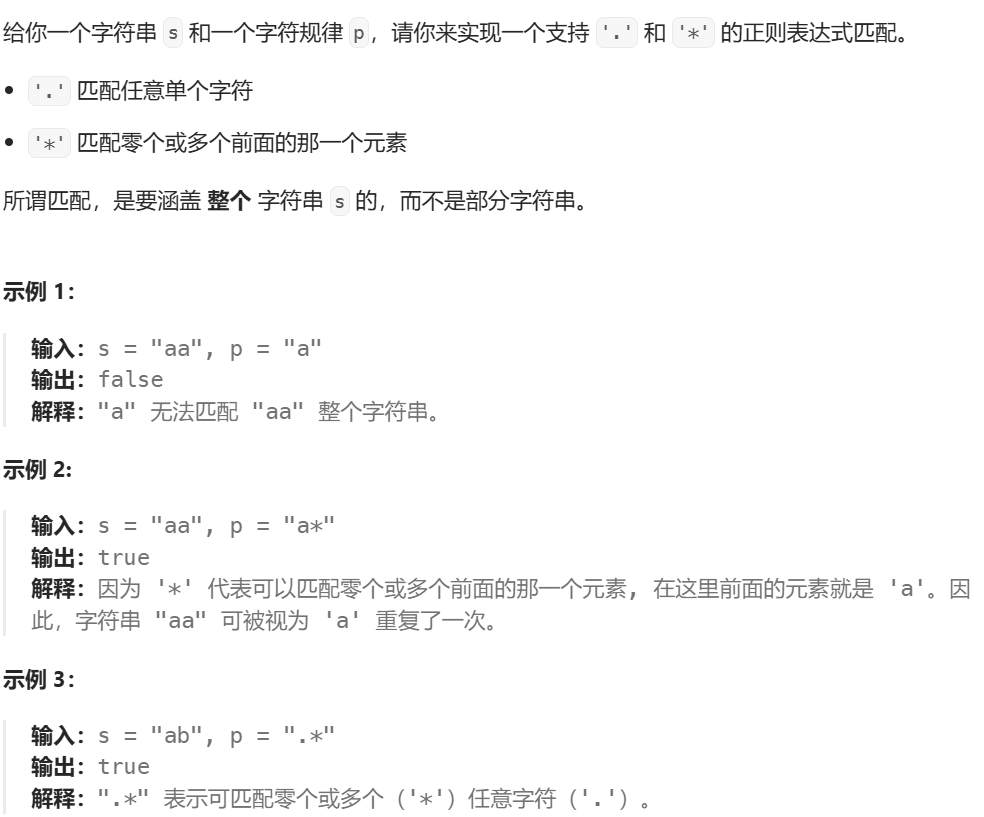 给你一个字符串 s 和一个字符规律 p，请你来实现一个支持 '.' 和 '*' 的正则表达式匹配。
• '.' 匹配任意单个字符
• '*' 匹配零个或多个前面的那一个元素
所谓匹配，是要涵盖 整个 字符串 s 的，而不是部分字符串。
示例 1：
输入：s = "aa", p = "a"
输出：false
解释："a" 无法匹配 "aa" 整个字符串。
示例 2:
输入：s = "aa", p = "a*"
输出：true
解释：因为 '*' 代表可以匹配零个或多个前面的那一个元素, 在这里前面的元素就是 'a'。因
此，字符串 "aa" 可被视为 'a' 重复了一次。
示例 3：
输入：s = "ab", p = ".*"
输出：true
解释：".*" 表示可匹配零个或多个（'*'）任意字符（'.'）。